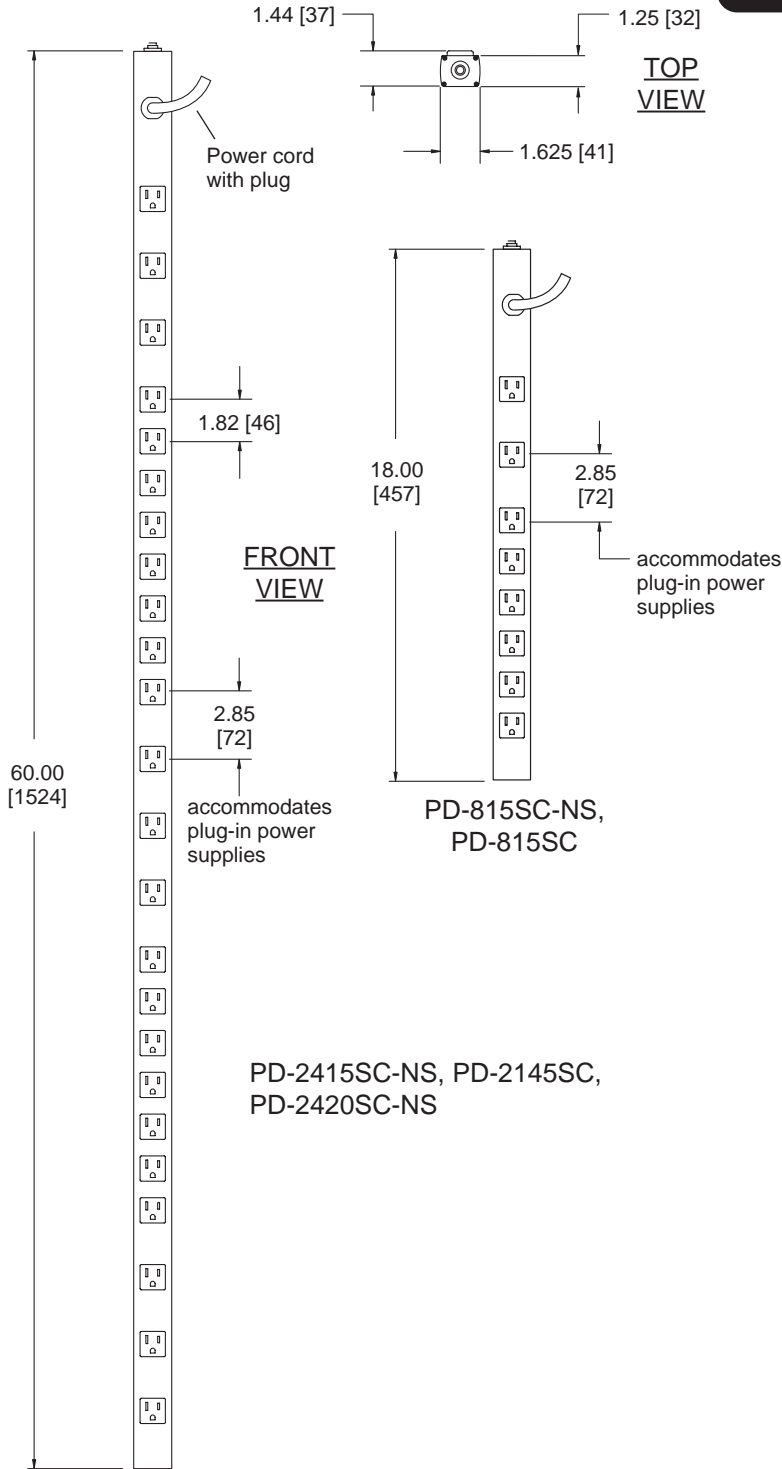 1.44 [37]
1.25 [32]
TOP
VIEW
1.625 [41]
Power cord
with plug
1.82 [46]
18.00
[457]
2.85
[72]
accommodates
plug-in power
supplies
FRONT
VIEW
2.85
[72]
60.00
[1524]
accommodates
plug-in power
supplies
PD-815SC-NS,
PD-815SC
PD-2415SC-NS, PD-2145SC,
PD-2420SC-NS